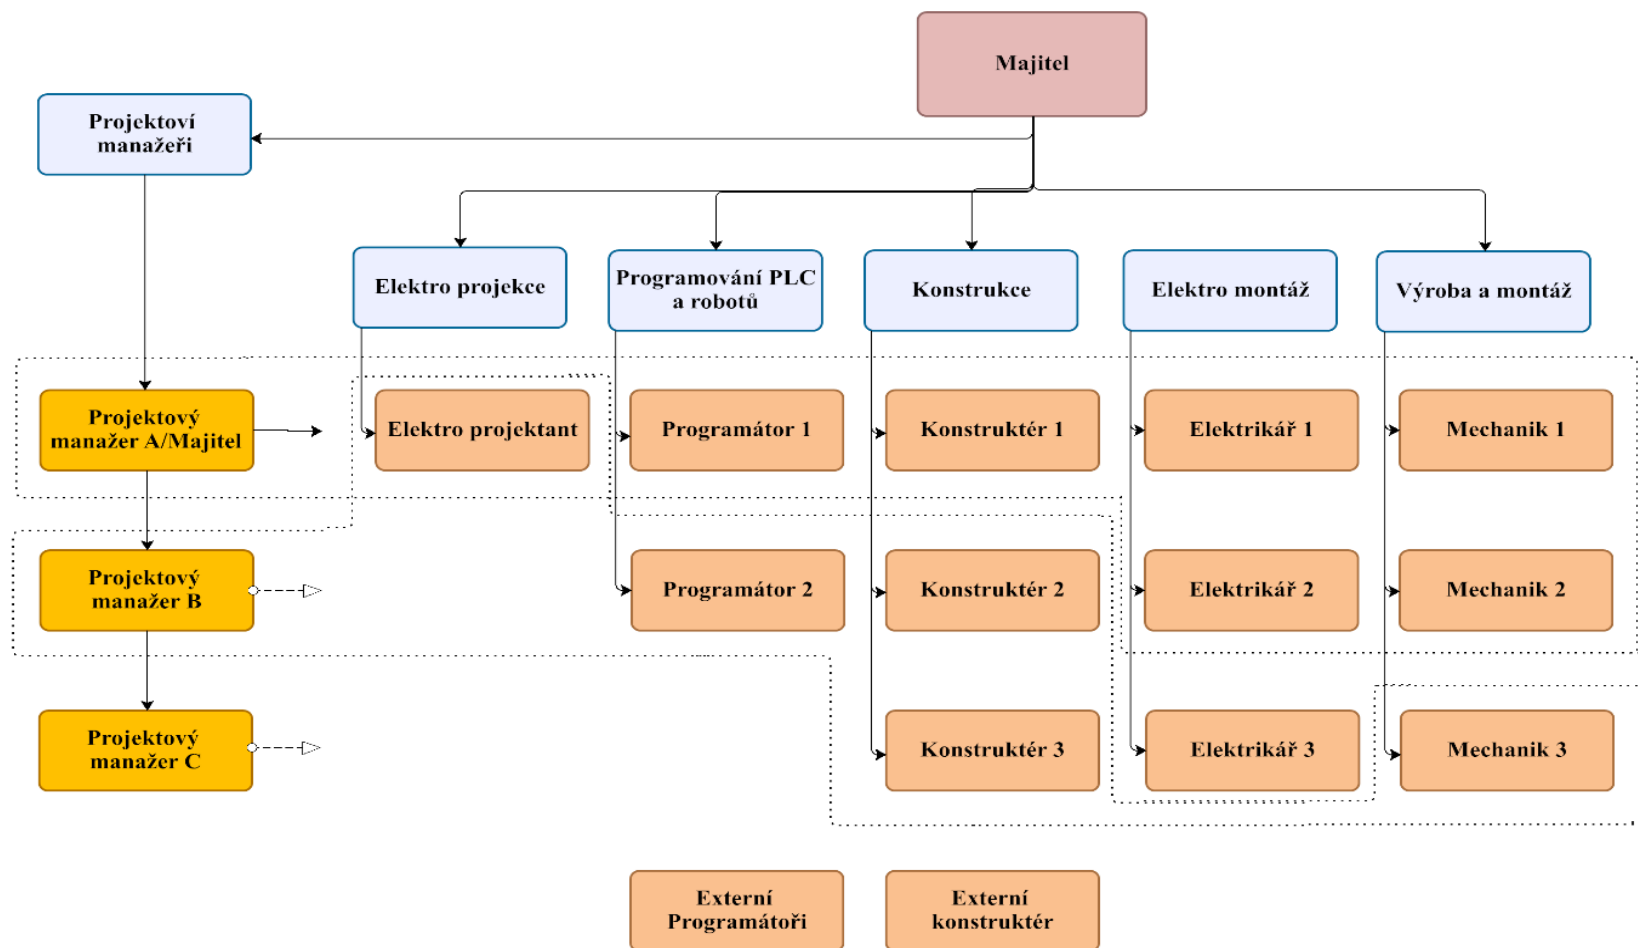 Majitel
Projektoví
manažeři
Elektro projekce
Programování PLC
a robotů
Konstrukce
Elektro montáž
Výroba a montáž
Projektový
manažer A/Majitel
Elektro projektant
Programátor 1
Konstruktér 1
Elektrikář 1
Mechanik 1
Projektový
manažer B
Programátor 2
Konstruktér 2
Elektrikář 2
Mechanik 2
Projektový
manažer C
Konstruktér 3
Elektrikář 3
Mechanik 3
Externí
Programátoři
Externí
konstruktér